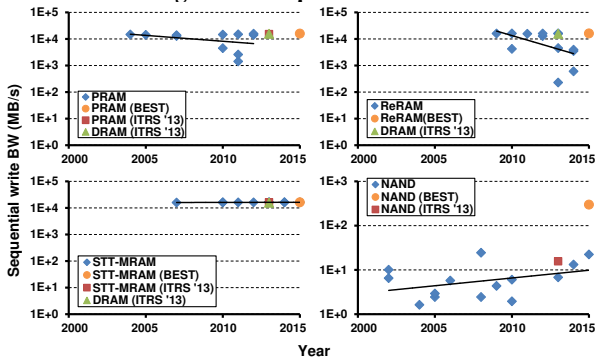 1E+5
1E+4
1E+3
1E+2
1E+1
1E+0
PRAM
PRAM (BEST)
PRAM (ITRS '13)
DRAM (ITRS '13)
2000
2005
2010
2015
1E+5
1E+4
1E+3
1E+2
1E+1
1E+0
ReRAM
ReRAM(BEST)
DRAM (ITRS '13)
2000
2005
2010
2015
Sequential write BW (MB/s)
1E+5
1E+4
1E+3
1E+2
1E+1
1E+0
STT-MRAM
STT-MRAM (BEST)
STT-MRAM (ITRS '13)
DRAM (ITRS '13)
2000
2005
2010
2015
1E+3
1E+2
1E+1
1E+0
NAND
NAND (BEST)
NAND (ITRS '13)
2000
2005
2010
2015
Year